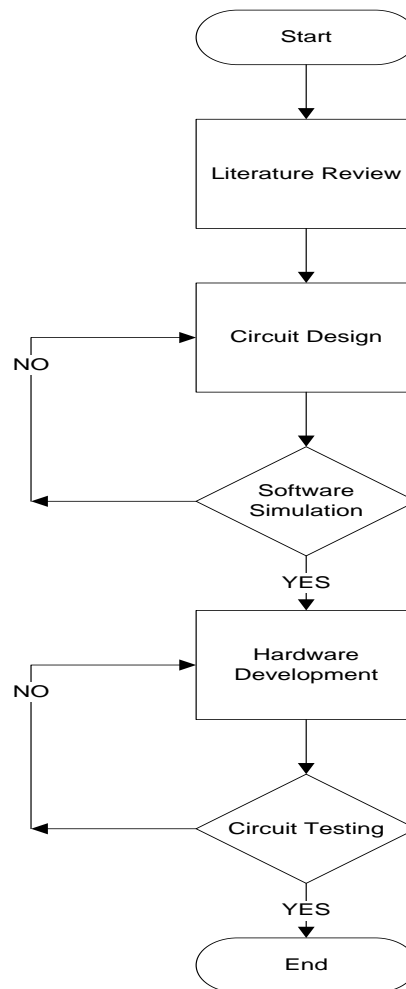 Start
Literature Review
Circuit Design
NO
Software
Simulation
YES
Hardware
Development
NO
Circuit Testing
YES
End